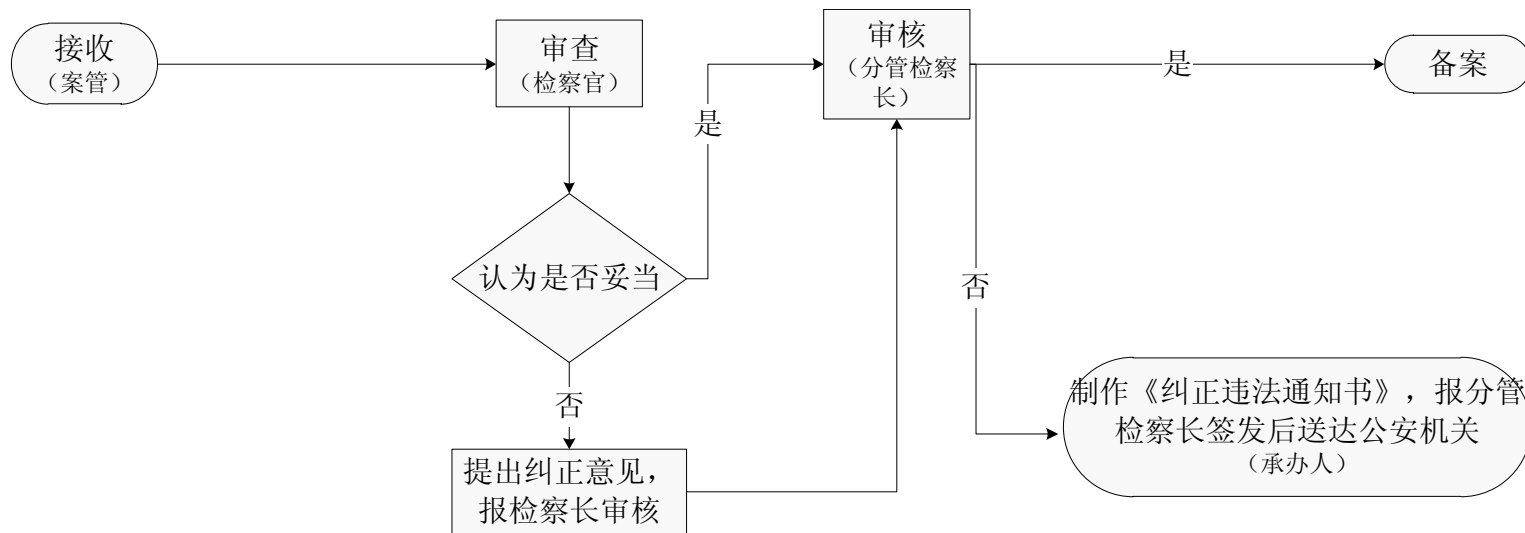 接收
（案管）
审查
（检察官）
审核
（分管检察
长）
是
备案
是
认为是否妥当
否
否
制作《纠正违法通知书》，报分管
检察长签发后送达公安机关
（承办人）
提出纠正意见，
报检察长审核